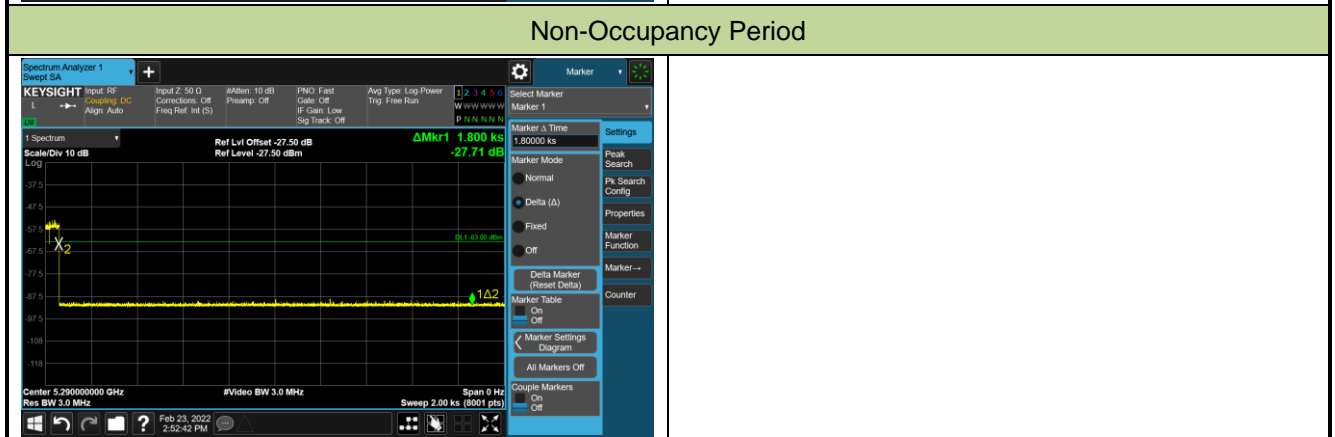 Non-Occupancy Period
Spectrum Analyzer 1
Swept SA
+
Marker
KEYSIGHT
L
Input: RF
Coupling: DC
Align: Auto
Input Z: 50 Ω
Corrections: Off
Freq Ref: Int (S)
#Atten: 10 dB
Preamp: Off
PNO: Fast
Gate: Off
IF Gain: Low
Sig Track: Off
Avg Type: Log-Power
Trig: Free Run
1 2 3 4 5 6
W W W W W W
P N N N N N
1 Spectrum
Scale/Div 10 dB
Log
Ref Lvl Offset -27.50 dB
Ref Level -27.50 dBm
ΔMkr1 1.800 ks
-27.71 dB
-37.5
-47.5
-57.5
-67.5
-77.5
-87.5
-97.5
-108
-118
DL1 -63.00 dBm
X2
1Δ2
Center 5.290000000 GHz
Res BW 3.0 MHz
#Video BW 3.0 MHz
Span 0 Hz
Sweep 2.00 ks (8001 pts)
Select Marker
Marker 1
Marker Δ Time
1.80000 ks
Marker Mode
Normal
Delta (Δ)
Fixed
Off
Delta Marker
(Reset Delta)
Marker Table
On
Off
Marker Settings
Diagram
All Markers Off
Couple Markers
On
Off
Settings
Peak
Search
Pk Search
Config
Properties
Marker
Function
Marker→
Counter
?
Feb 23, 2022
2:52:42 PM